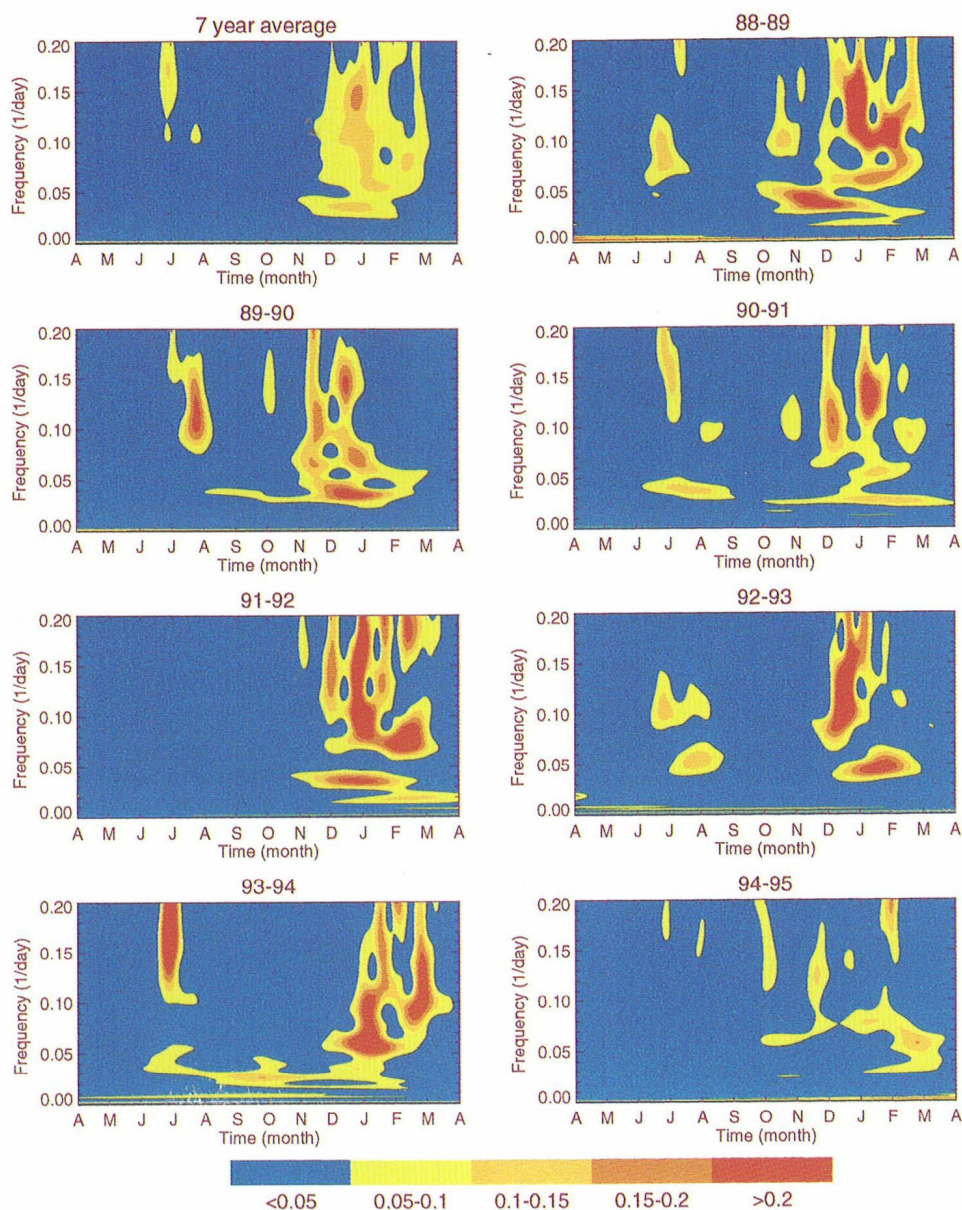 7 year average
0.20
0.15
0.10
0.05
0.00
Frequency (1/day)
A M J J A S O N D J F M A
Time (month)
88-89
0.20
0.15
0.10
0.05
0.00
Frequency (1/day)
A M J J A S O N D J F M A
Time (month)
89-90
0.20
0.15
0.10
0.05
0.00
Frequency (1/day)
A M J J A S O N D J F M A
Time (month)
90-91
0.20
0.15
0.10
0.05
0.00
Frequency (1/day)
A M J J A S O N D J F M A
Time (month)
91-92
0.20
0.15
0.10
0.05
0.00
Frequency (1/day)
A M J J A S O N D J F M A
Time (month)
92-93
0.20
0.15
0.10
0.05
0.00
Frequency (1/day)
A M J J A S O N D J F M A
Time (month)
93-94
0.20
0.15
0.10
0.05
0.00
Frequency (1/day)
A M J J A S O N D J F M A
Time (month)
94-95
0.20
0.15
0.10
0.05
0.00
Frequency (1/day)
A M J J A S O N D J F M A
Time (month)
<0.05 0.05-0.1 0.1-0.15 0.15-0.2 >0.2